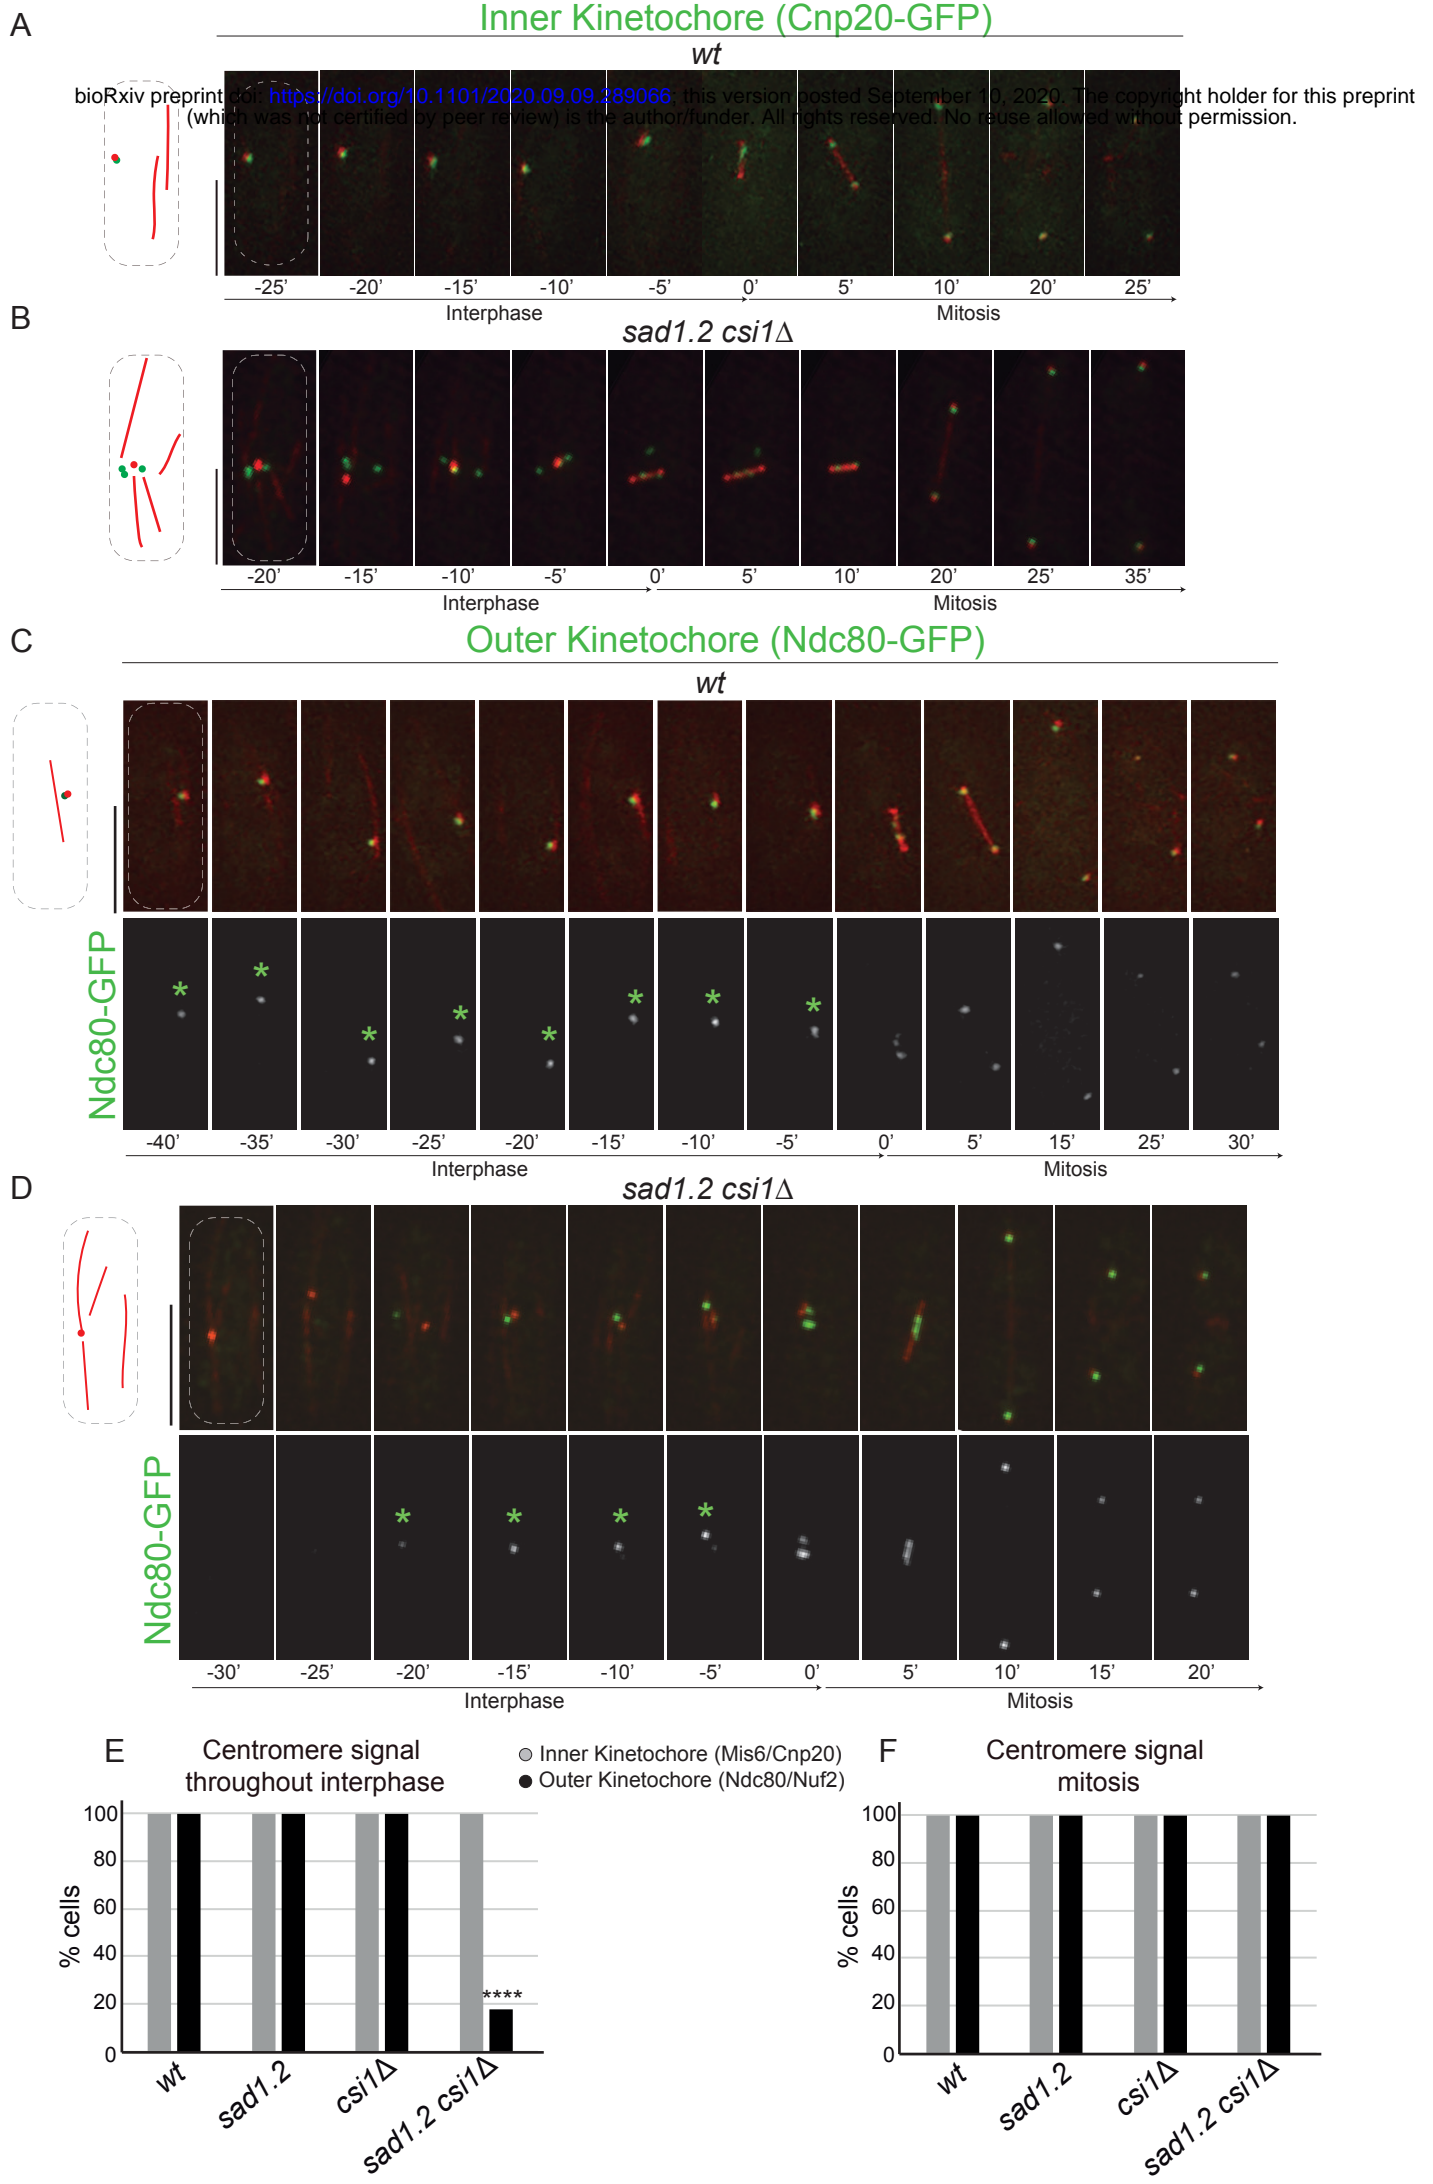 A
Inner Kinetochore (Cnp20-GFP)
wt
bioRxiv preprint doi: https://doi.org/10.1101/2020.09.09.289066; this version posted September 10, 2020. The copyright holder for this preprint
(which was not certified by peer review) is the author/funder. All rights reserved. No reuse allowed without permission.
-25’ -20’ -15’ -10’ -5’ 0’ 5’ 10’ 20’ 25’
Interphase Mitosis
B
sad1.2 csi1Δ
-20’ -15’ -10’ -5’ 0’ 5’ 10’ 20’ 25’ 35’
Interphase Mitosis
C
Outer Kinetochore (Ndc80-GFP)
wt
Ndc80-GFP
* * * * * * * *
-40’ -35’ -30’ -25’ -20’ -15’ -10’ -5’ 0’ 5’ 15’ 25’ 30’
Interphase Mitosis
D
sad1.2 csi1Δ
Ndc80-GFP
* * * *
-30’ -25’ -20’ -15’ -10’ -5’ 0’ 5’ 10’ 15’ 20’
Interphase Mitosis
E
Centromere signal
throughout interphase
Inner Kinetochore (Mis6/Cnp20)
Outer Kinetochore (Ndc80/Nuf2)
% cells
100
80
60
40
20
0
****
wt sad1.2 csi1Δ sad1.2 csi1Δ
F
Centromere signal
mitosis
% cells
100
80
60
40
20
0
wt sad1.2 csi1Δ sad1.2 csi1Δ